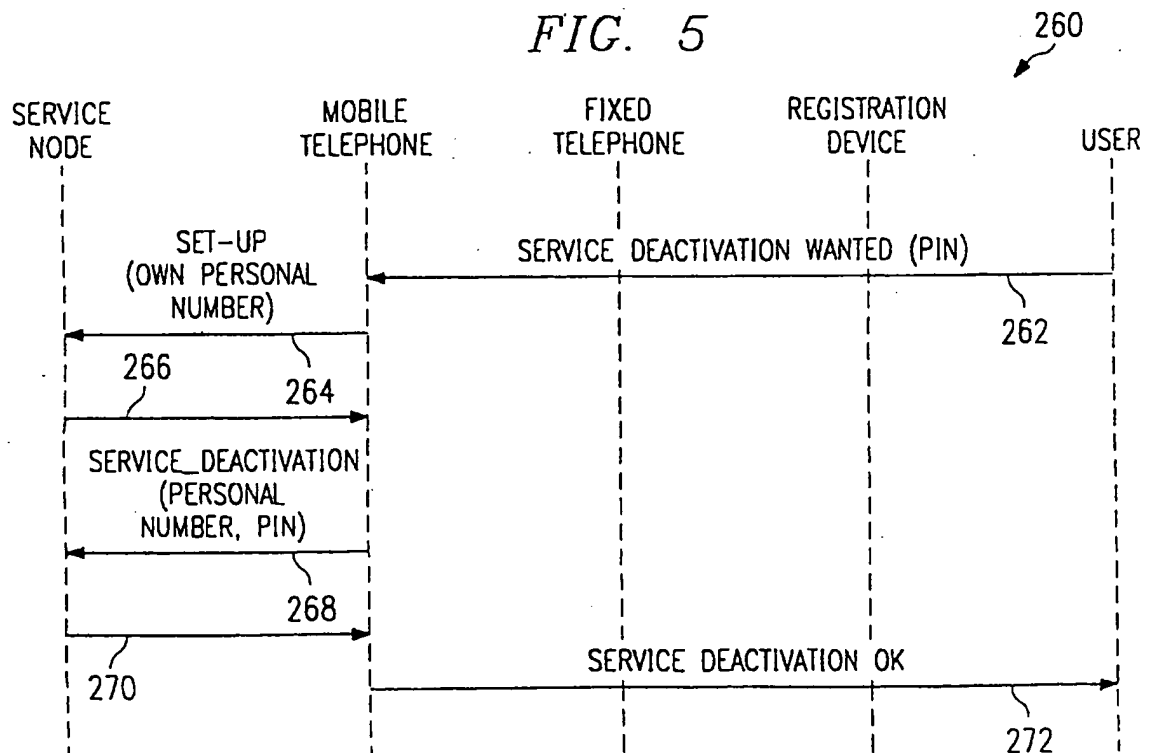 FIG. 5
260
SERVICE
NODE
MOBILE
TELEPHONE
FIXED
TELEPHONE
REGISTRATION
DEVICE
USER
SET-UP
(OWN PERSONAL
NUMBER)
SERVICE DEACTIVATION WANTED (PIN)
262
264
266
SERVICE_DEACTIVATION
(PERSONAL
NUMBER, PIN)
268
270
SERVICE DEACTIVATION OK
272